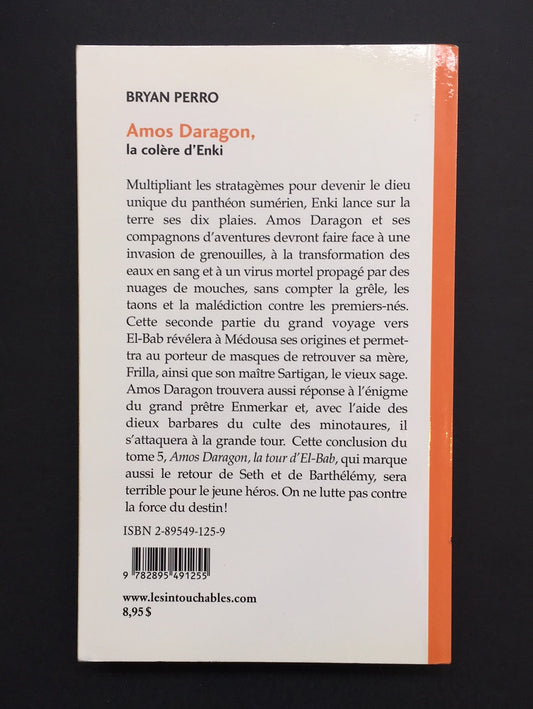 BRYAN PERRO
Amos Daragon,
la colère d'Enki
Multipliant les stratagèmes pour devenir le dieu
unique du panthéon sumérien, Enki lance sur la
terre ses dix plaies. Amos Daragon et ses
compagnons d'aventures devront faire face à une
invasion de grenouilles, à la transformation des
eaux en sang et à un virus mortel propagé par des
nuages de mouches, sans compter la grêle, les
taons et la malédiction contre les premiers-nés.
Cette seconde partie du grand voyage vers
El-Bab révélera à Médousa ses origines et permet-
tra au porteur de masques de retrouver sa mère,
Frilla, ainsi que son maître Sartigan, le vieux sage.
Amos Daragon trouvera aussi réponse à l'énigme
du grand prêtre Enmerkar et, avec l'aide des
dieux barbares du culte des minotaures, il
s'attaquera à la grande tour. Cette conclusion du
tome 5, Amos Daragon, la tour d'El-Bab, qui marque
aussi le retour de Seth et de Barthélémy, sera
terrible pour le jeune héros. On ne lutte pas contre
la force du destin !
ISBN 2-89549-125-9
9 782895 491255
www.lesintouchables.com
8,95 $